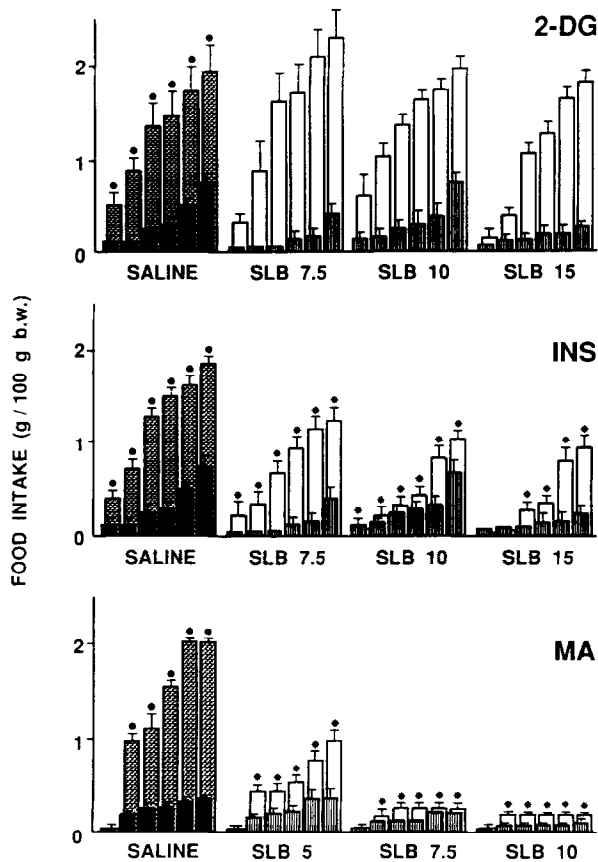 2-DG
2
1
0
SALINE SLB 7.5 SLB 10 SLB 15
FOOD INTAKE (g / 100 g b.w.)
INS
2
1
0
SALINE SLB 7.5 SLB 10 SLB 15
MA
2
1
0
SALINE SLB 5 SLB 7.5 SLB 10